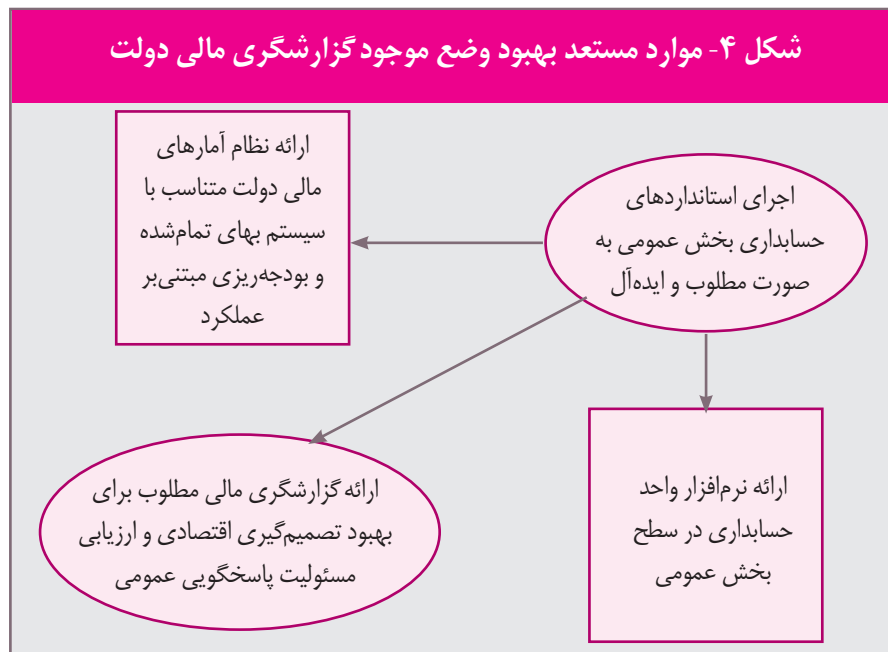 شکل ۴- موارد مستعد بهبود وضع موجود گزارشگری مالی دولت
اجرای استانداردهای
حسابداری بخش عمومی به
صورت مطلوب و ایده‌آل
ارائه نظام آمارهای
مالی دولت متناسب با
سیستم بهای تمام‌شده
و بودجه‌ریزی مبتنی‌بر
عملکرد
ارائه گزارشگری مالی مطلوب برای
بهبود تصمیم‌گیری اقتصادی و ارزیابی
مسئولیت پاسخگویی عمومی
ارائه نرم‌افزار واحد
حسابداری در سطح
بخش عمومی